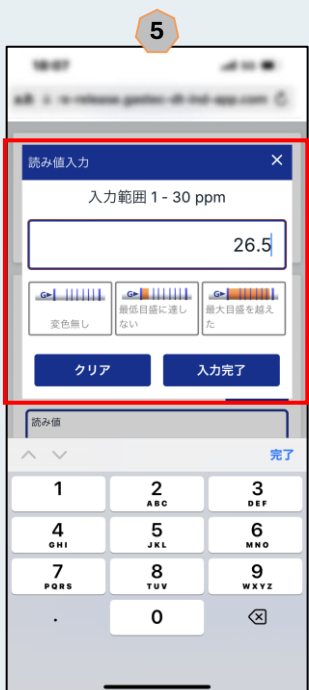 5
18:07
読み値入力 ×
入力範囲 1 - 30 ppm
26.5
G▸ G▸ G▸
変色無し
最低目盛に達し
ない
最大目盛を越え
た
クリア 入力完了
読み値
完了
1 2 3
ABC DEF
4 5 6
GHI JKL MNO
7 8 9
PQRS TUV WXYZ
. 0